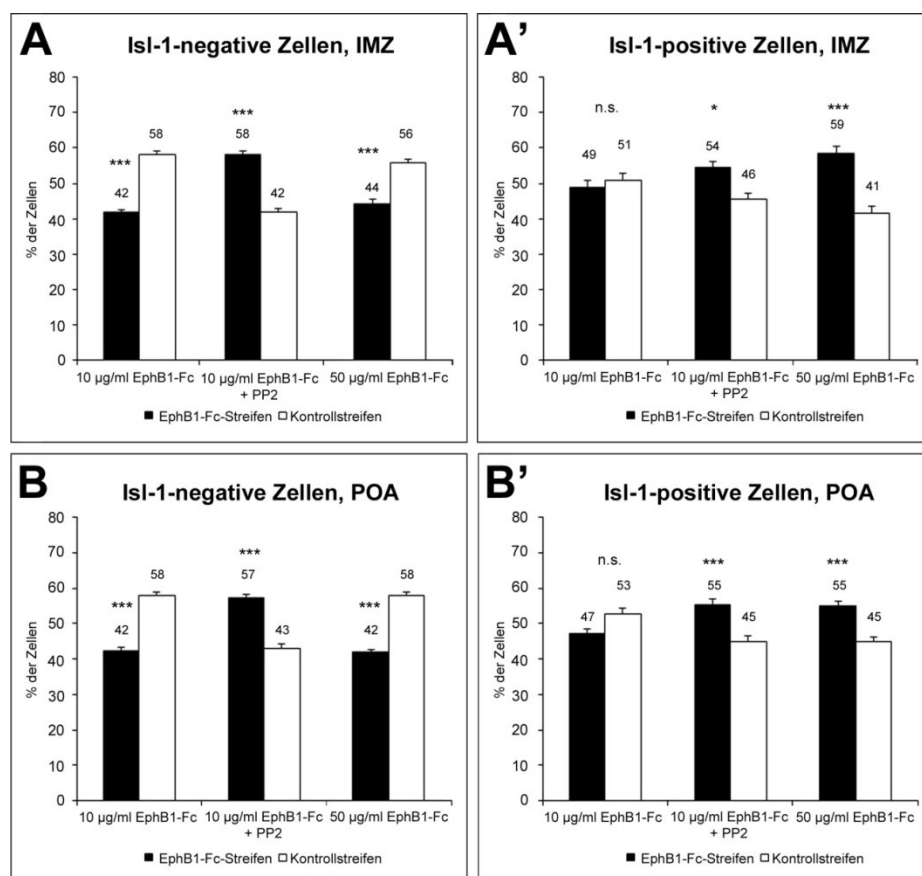 A
Isl-1-negative Zellen, IMZ
% der Zellen
80
70
60
50
40
30
20
10
0
***
42
58
***
58
42
***
44
56
10 µg/ml EphB1-Fc
10 µg/ml EphB1-Fc
+ PP2
50 µg/ml EphB1-Fc
EphB1-Fc-Streifen
Kontrollstreifen
A'
Isl-1-positive Zellen, IMZ
% der Zellen
80
70
60
50
40
30
20
10
0
n.s.
49
51
*
54
46
***
59
41
10 µg/ml EphB1-Fc
10 µg/ml EphB1-Fc
+ PP2
50 µg/ml EphB1-Fc
EphB1-Fc-Streifen
Kontrollstreifen
B
Isl-1-negative Zellen, POA
% der Zellen
80
70
60
50
40
30
20
10
0
***
42
58
***
57
43
***
42
58
10 µg/ml EphB1-Fc
10 µg/ml EphB1-Fc
+ PP2
50 µg/ml EphB1-Fc
EphB1-Fc-Streifen
Kontrollstreifen
B'
Isl-1-positive Zellen, POA
% der Zellen
80
70
60
50
40
30
20
10
0
n.s.
47
53
***
55
45
***
55
45
10 µg/ml EphB1-Fc
10 µg/ml EphB1-Fc
+ PP2
50 µg/ml EphB1-Fc
EphB1-Fc-Streifen
Kontrollstreifen